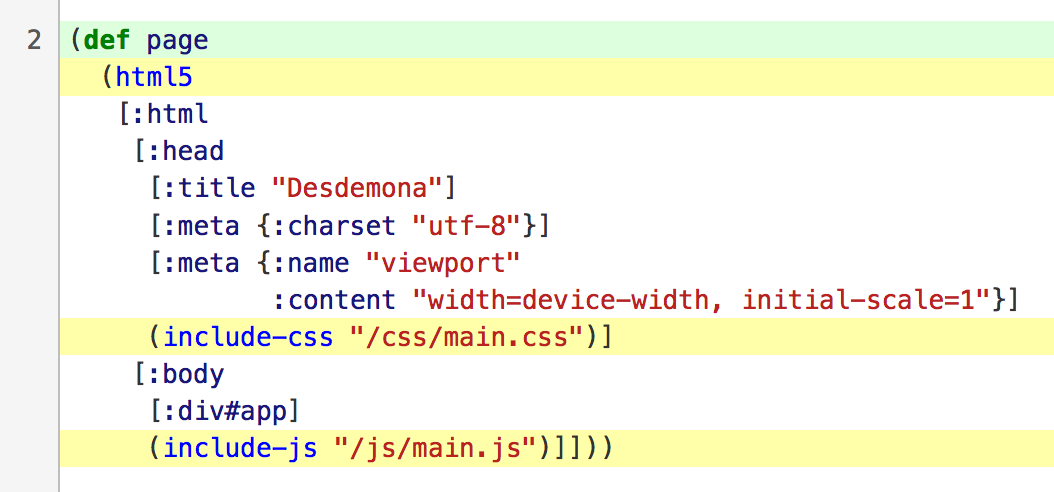 2 (def page
(html5
[:html
[:head
[:title "Desdemona"]
[:meta {:charset "utf-8"}]
[:meta {:name "viewport"
:content "width=device-width, initial-scale=1"}]
(include-css "/css/main.css")]
[:body
[:div#app]
(include-js "/js/main.js")]]))